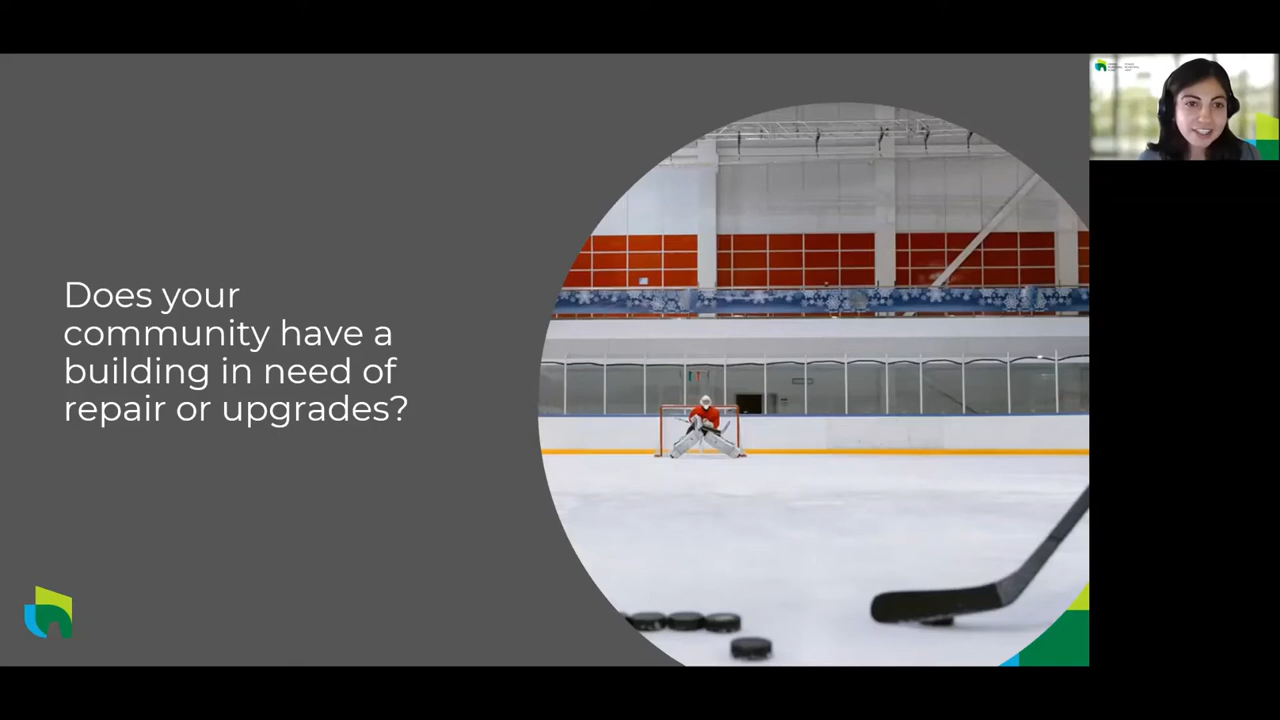 Does your
community have a
building in need of
repair or upgrades?